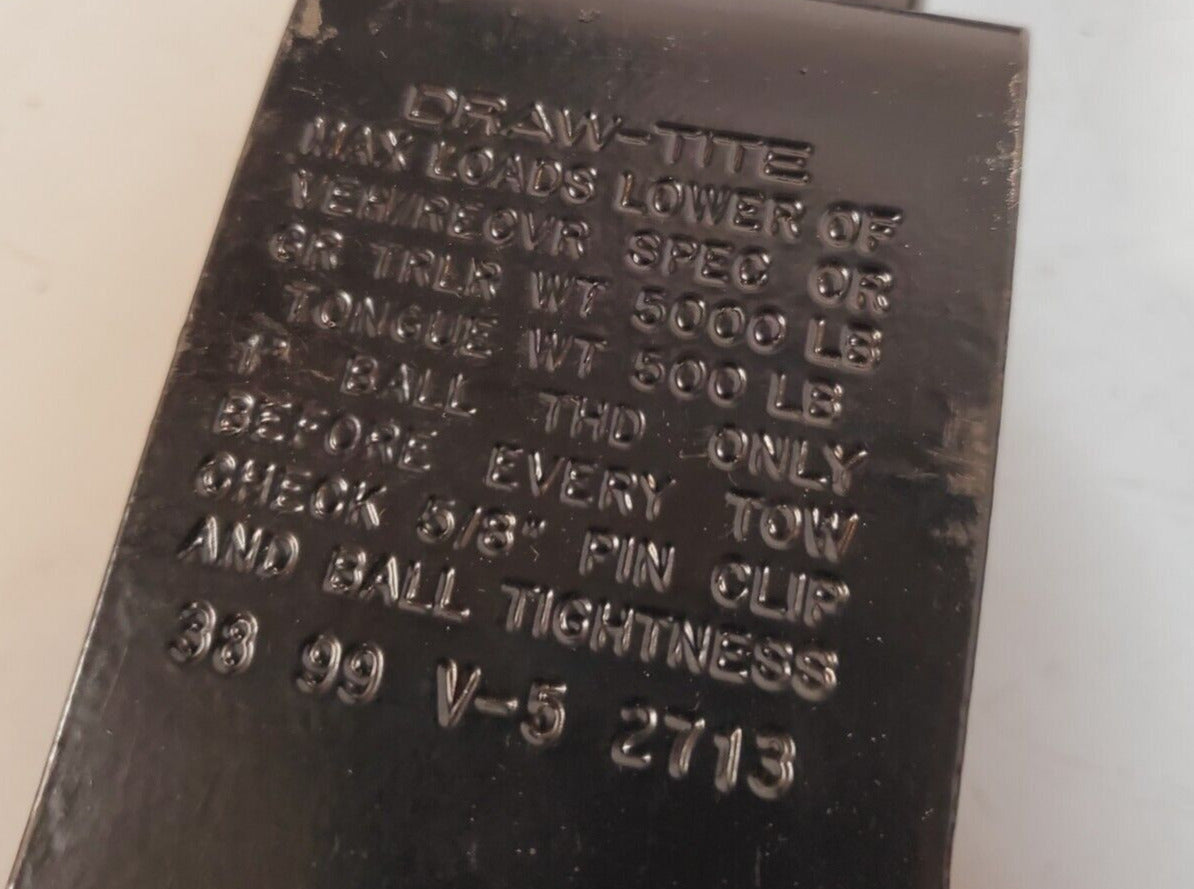 DRAW-TITE
MAX LOADS LOWER OF
VEH/RECVR SPEC OR
GR TRLR WT 5000 LB
TONGUE WT 500 LB
1" BALL THD ONLY
BEFORE EVERY TOW
CHECK 5/8" PIN CLIP
AND BALL TIGHTNESS
33 99 V-5 2713